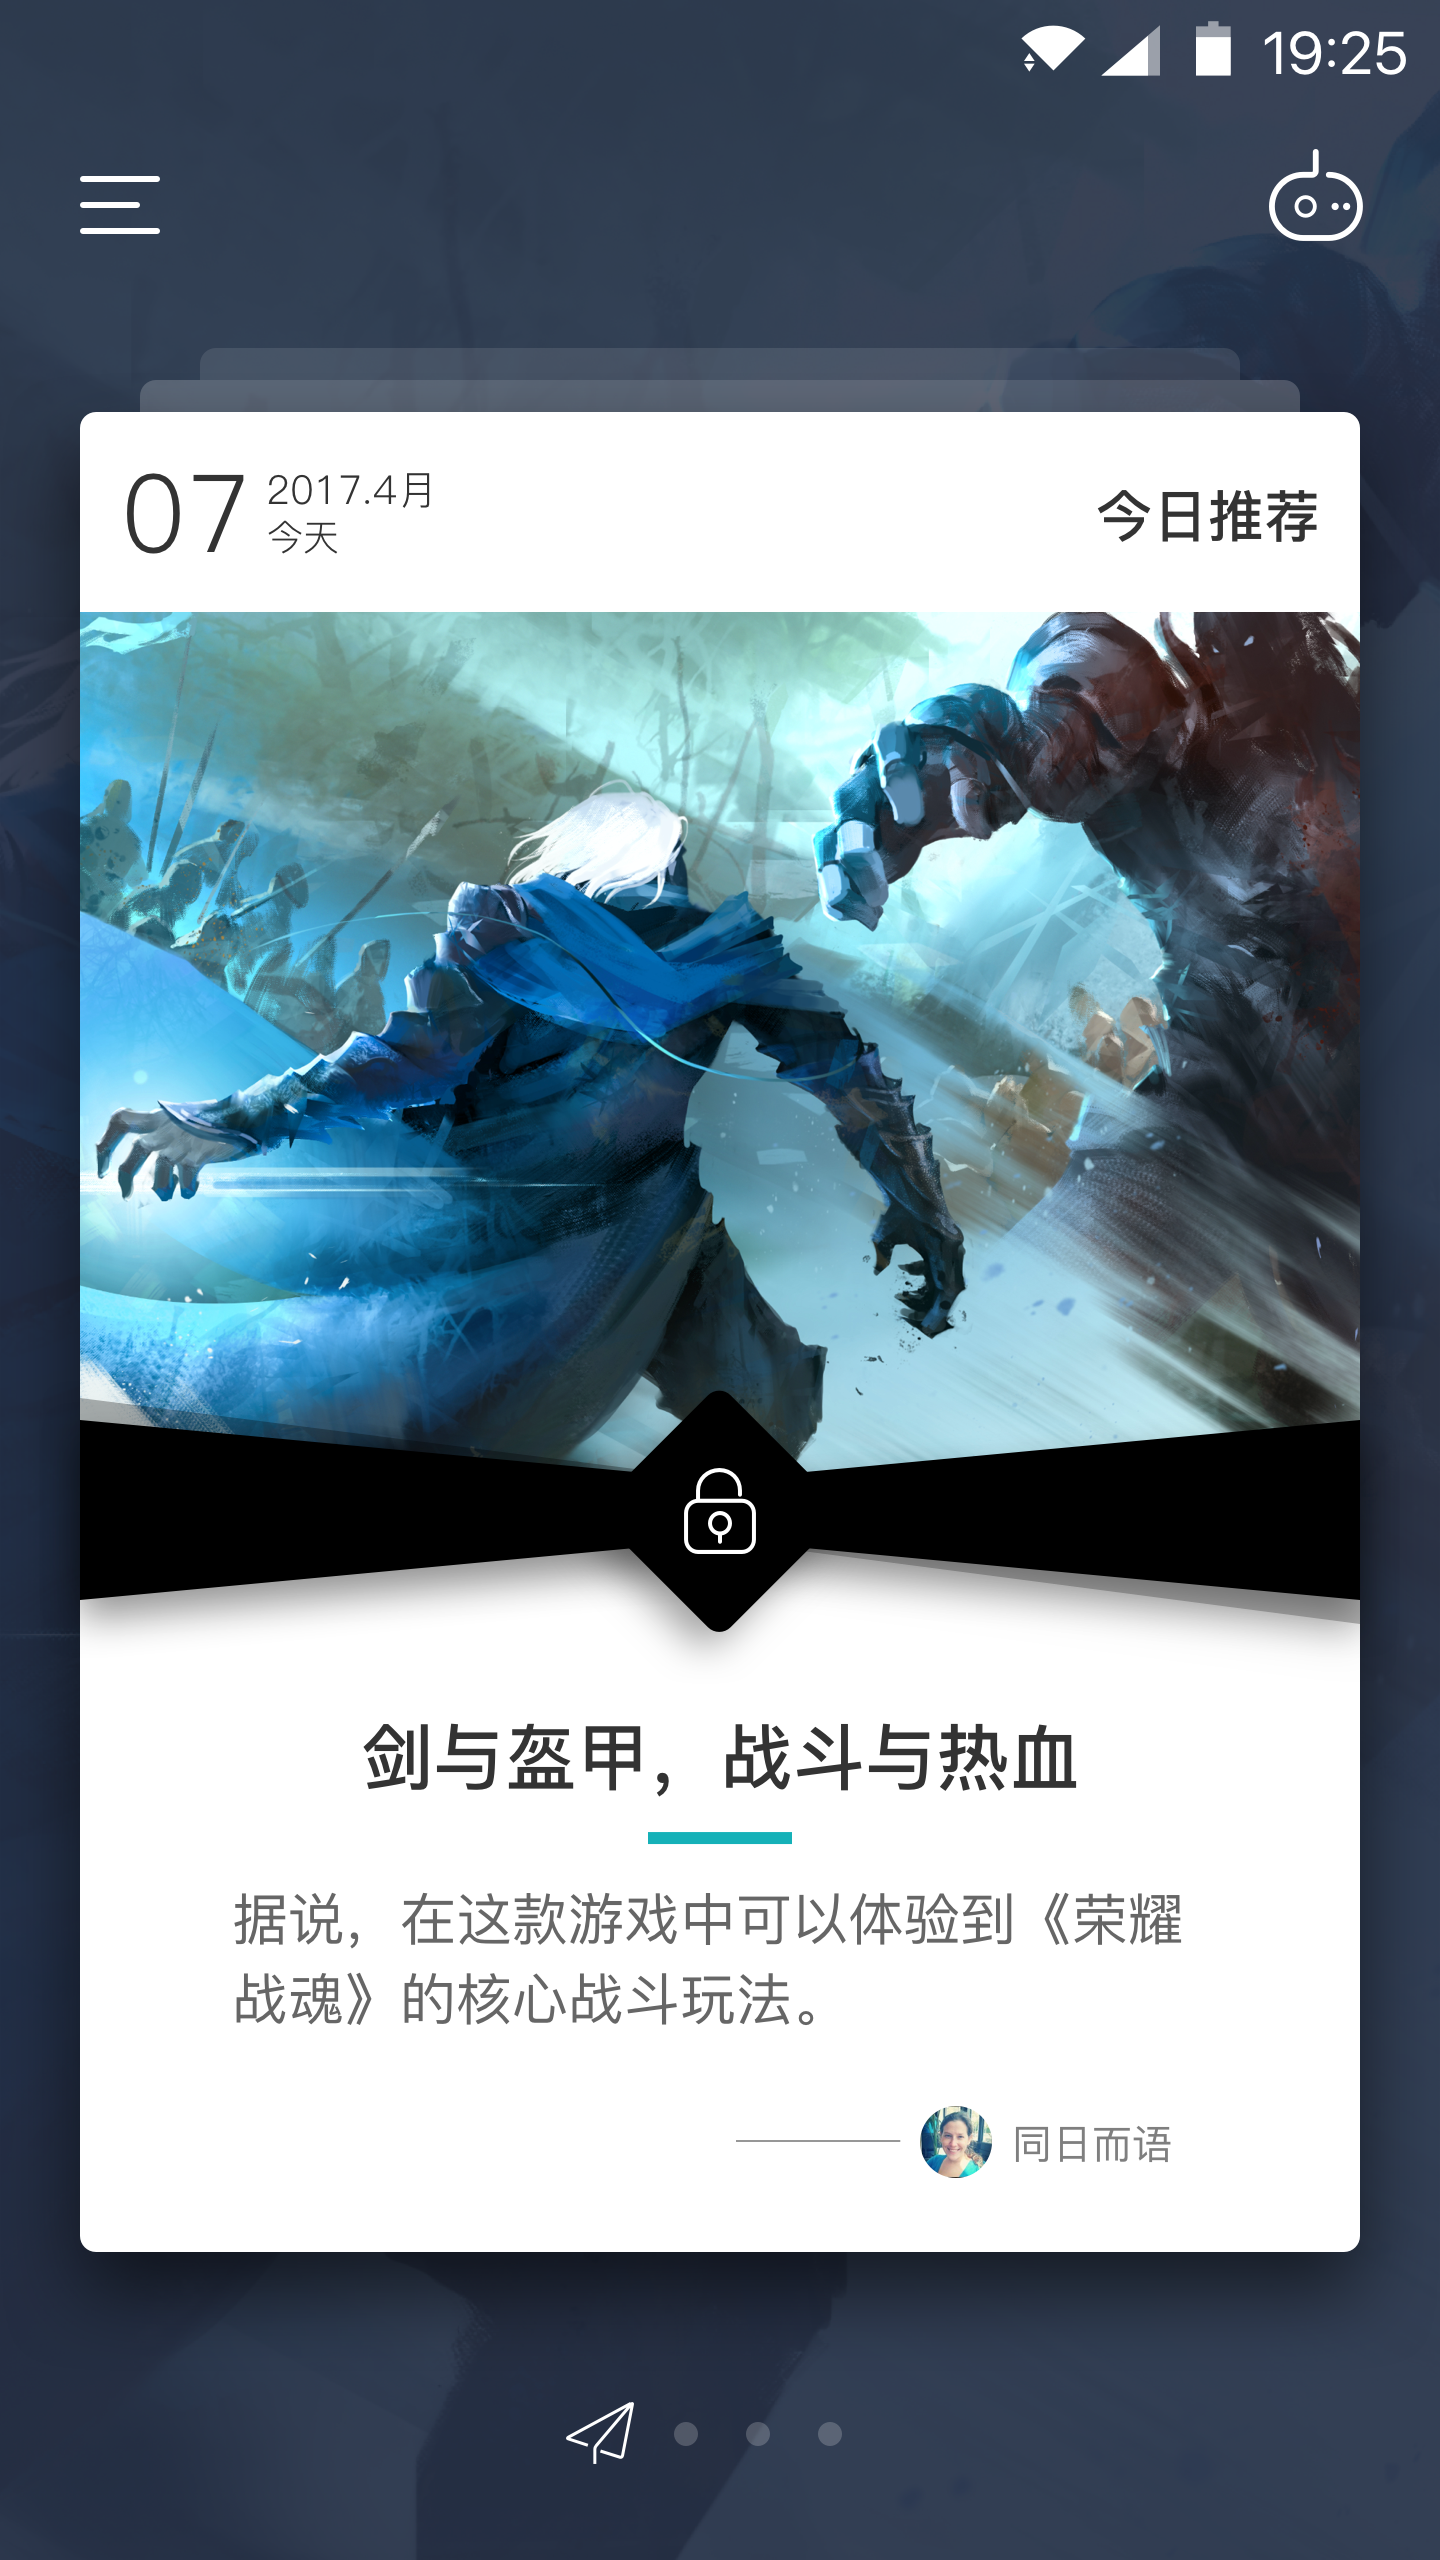 19:25
07
2017.4月
今天
今日推荐
剑与盔甲，战斗与热血
据说，在这款游戏中可以体验到《荣耀
战魂》的核心战斗玩法。
同日而语